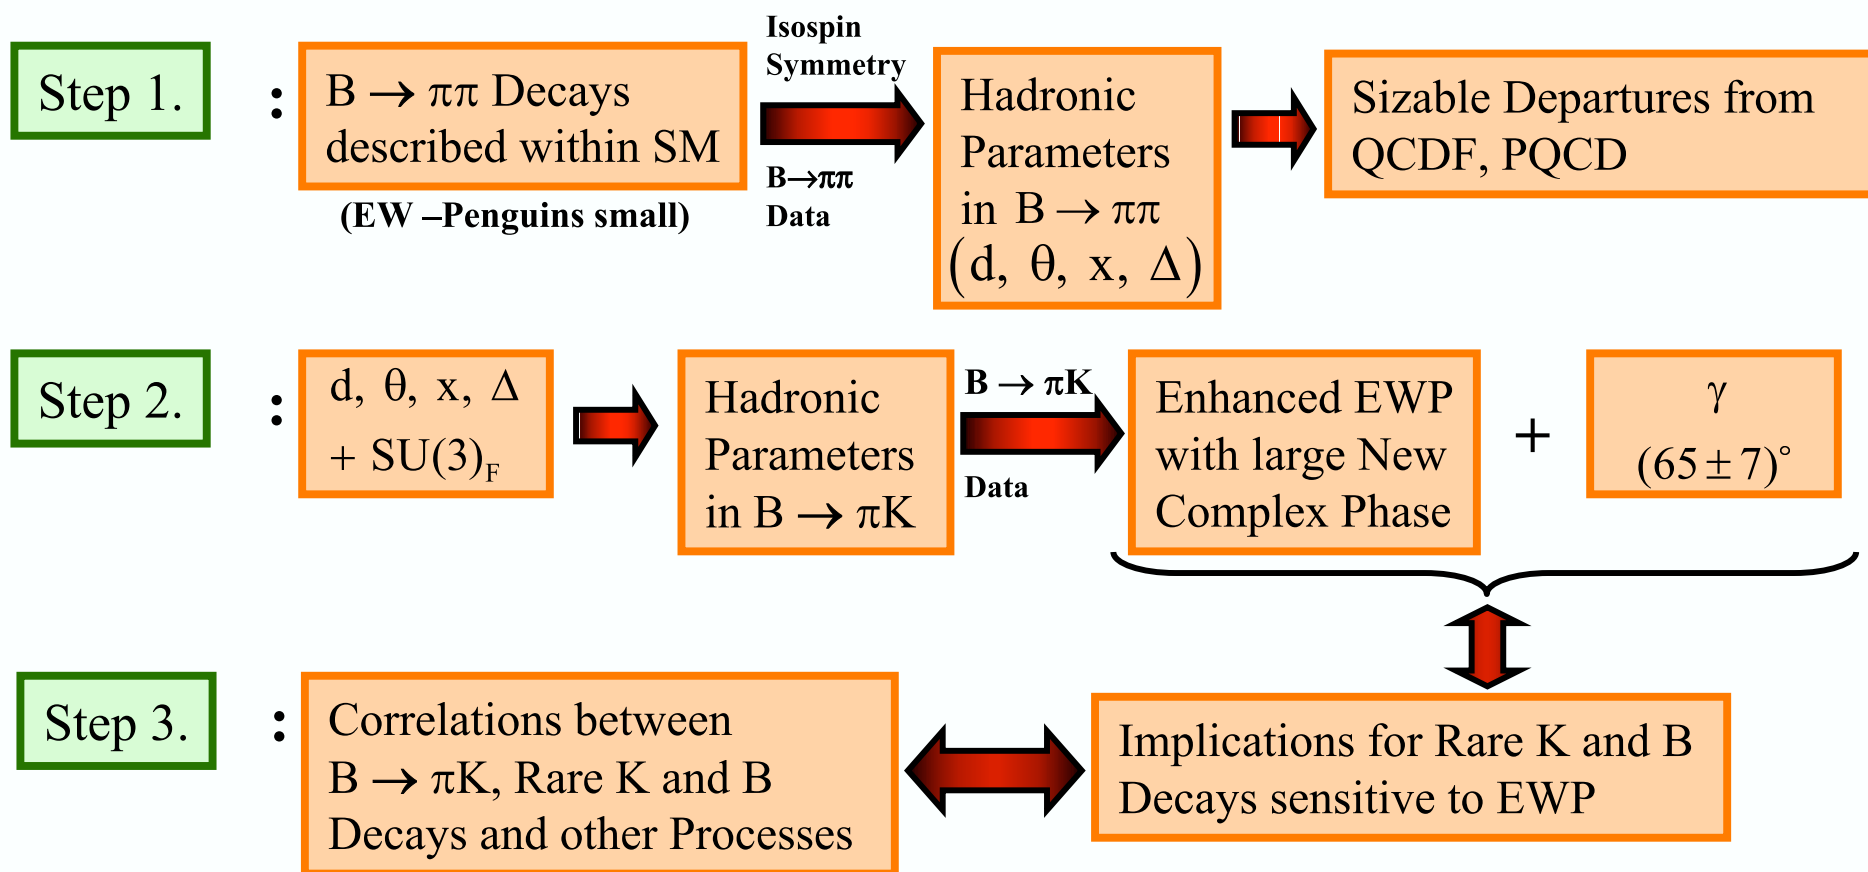 Step 1.
:
B → ππ Decays
described within SM
(EW –Penguins small)
Isospin
Symmetry
B→ππ
Data
Hadronic
Parameters
in B → ππ
(d, θ, x, Δ)
Sizable Departures from
QCDF, PQCD
Step 2.
:
d, θ, x, Δ
+ SU(3)F
Hadronic
Parameters
in B → πK
B → πK
Data
Enhanced EWP
with large New
Complex Phase
+
γ
(65 ± 7)°
Step 3.
:
Correlations between
B → πK, Rare K and B
Decays and other Processes
Implications for Rare K and B
Decays sensitive to EWP